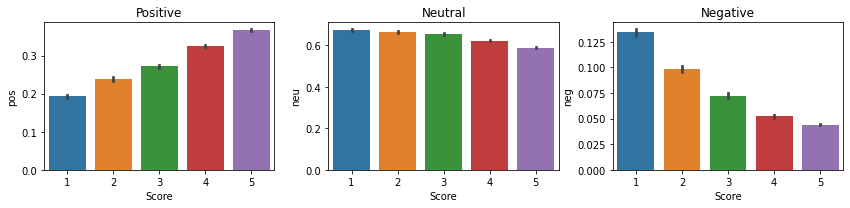 Positive
pos
0.3
0.2
0.1
0.0
1 2 3 4 5
Score
Neutral
neu
0.6
0.4
0.2
0.0
1 2 3 4 5
Score
Negative
neg
0.125
0.100
0.075
0.050
0.025
0.000
1 2 3 4 5
Score